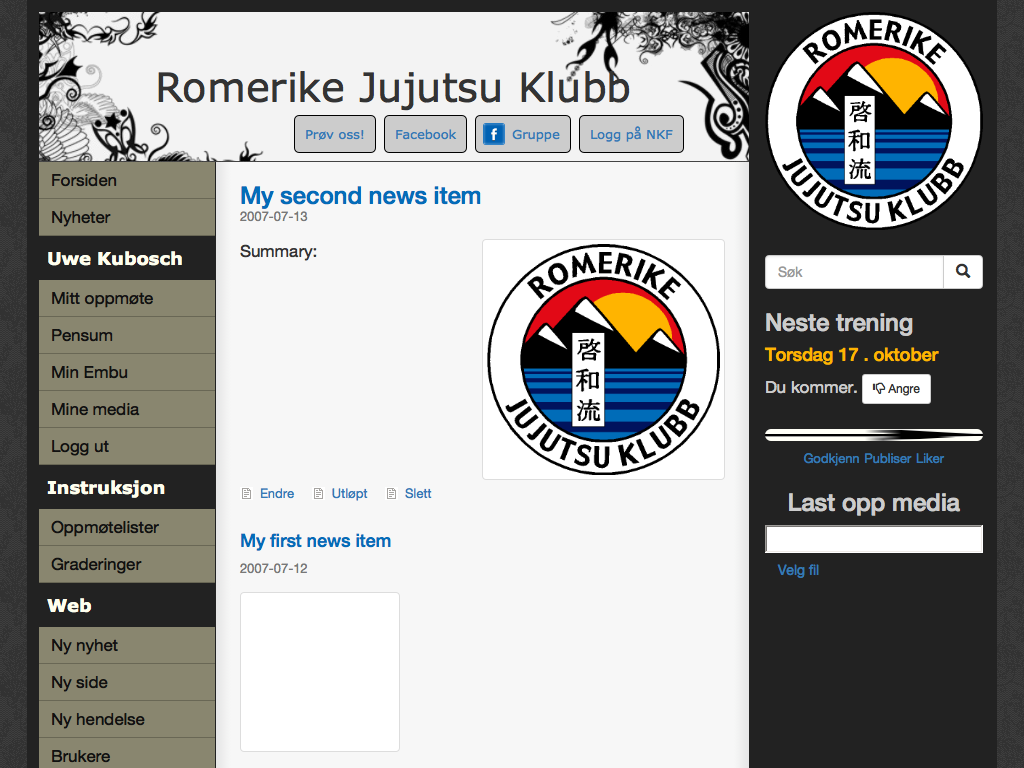 Romerike Jujutsu Klubb
Prøv oss!
Facebook
f Gruppe
Logg på NKF
Forsiden
Nyheter
Uwe Kubosch
Mitt oppmøte
Pensum
Min Embu
Mine media
Logg ut
Instruksjon
Oppmøtelister
Graderinger
Web
Ny nyhet
Ny side
Ny hendelse
Brukere
My second news item
2007-07-13
Summary:
ROMERIKE
啓
和
流
JUJUTSU KLUBB
Endre
Utløpt
Slett
My first news item
2007-07-12
ROMERIKE
啓
和
流
JUJUTSU KLUBB
Søk
Neste trening
Torsdag 17 . oktober
Du kommer.
Angre
Godkjenn Publiser Liker
Last opp media
Velg fil